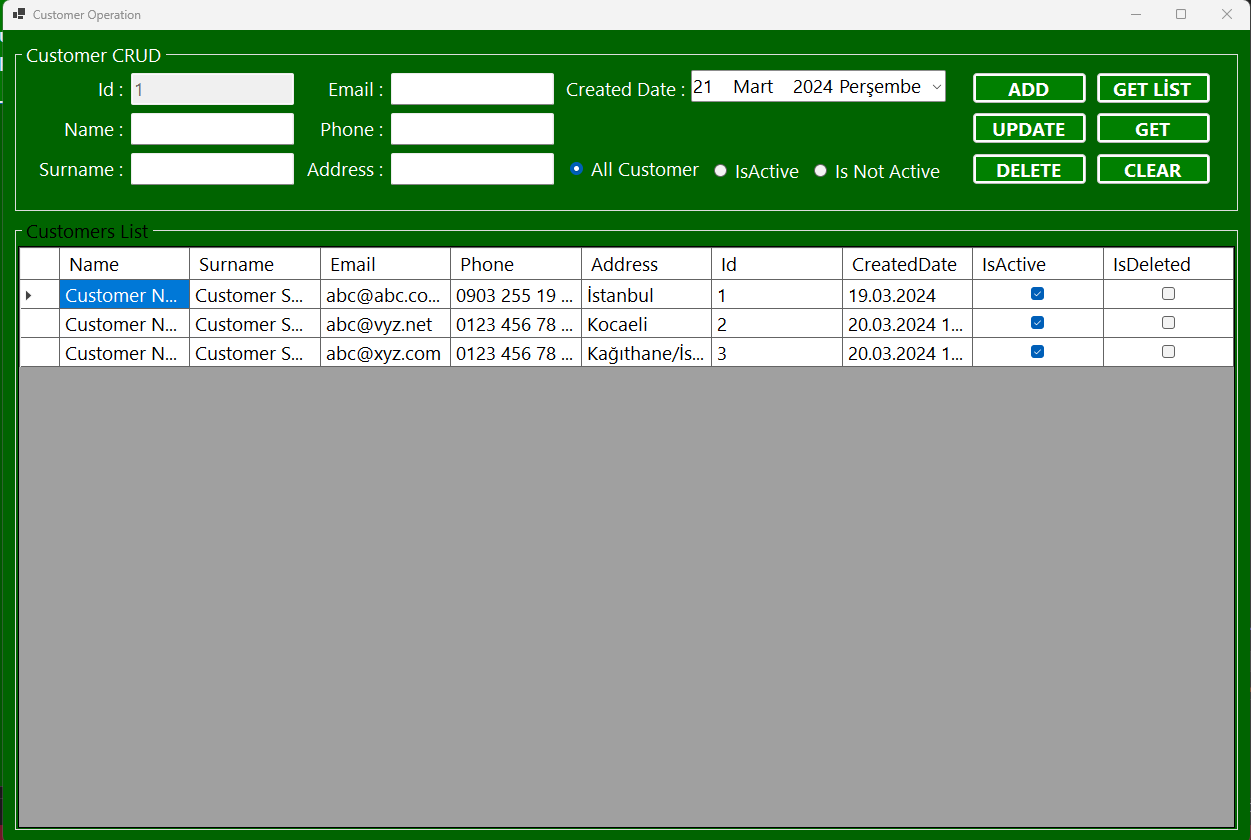 Customer Operation
Customer CRUD
Id : 1 Email : Created Date : 21 Mart 2024 Perşembe ADD GET LİST
Name : Phone : UPDATE GET
Surname : Address : All Customer IsActive Is Not Active DELETE CLEAR
Customers List
Name Surname Email Phone Address Id CreatedDate IsActive IsDeleted
Customer N... Customer S... abc@abc.co... 0903 255 19 ... İstanbul 1 19.03.2024
Customer N... Customer S... abc@vyz.net 0123 456 78 ... Kocaeli 2 20.03.2024 1...
Customer N... Customer S... abc@xyz.com 0123 456 78 ... Kağıthane/İs... 3 20.03.2024 1...